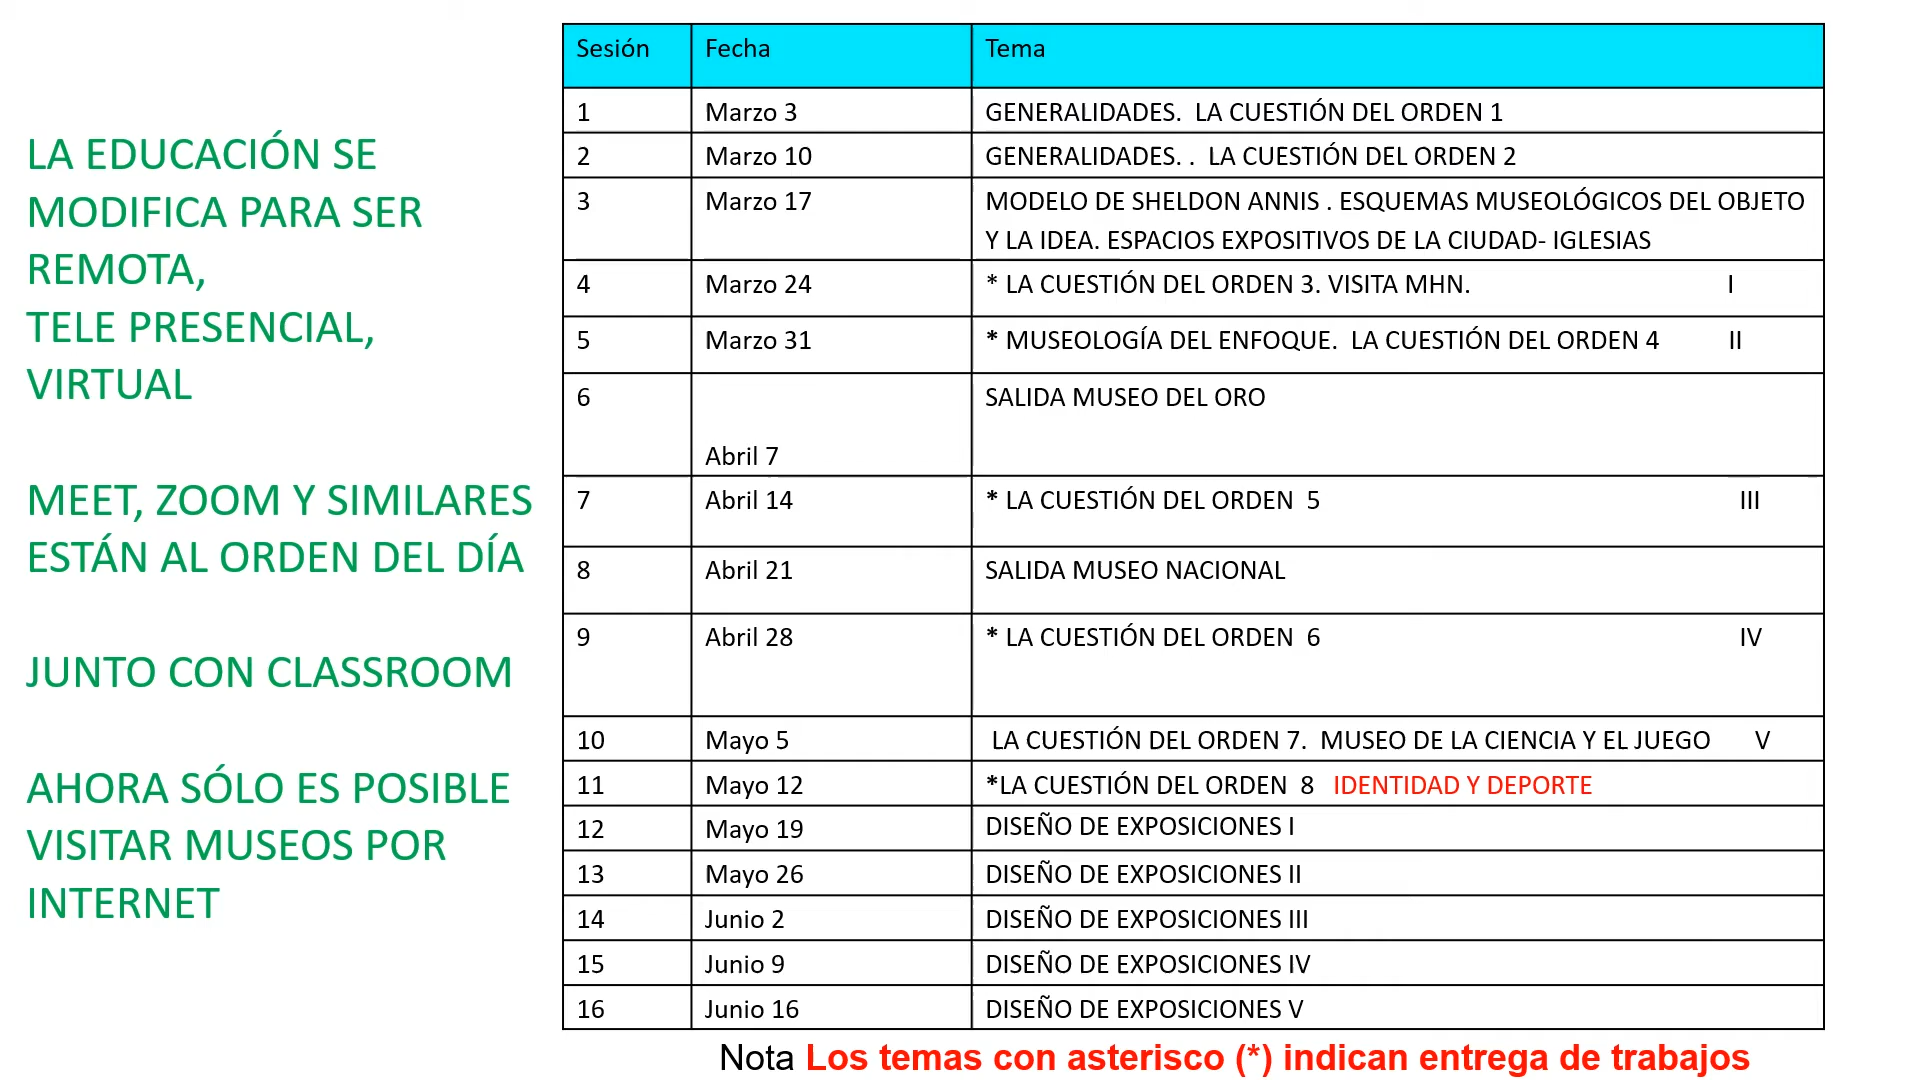 LA EDUCACIÓN SE
MODIFICA PARA SER
REMOTA,
TELE PRESENCIAL,
VIRTUAL
MEET, ZOOM Y SIMILARES
ESTÁN AL ORDEN DEL DÍA
JUNTO CON CLASSROOM
AHORA SÓLO ES POSIBLE
VISITAR MUSEOS POR
INTERNET
Sesión Fecha Tema
1 Marzo 3 GENERALIDADES. LA CUESTIÓN DEL ORDEN 1
2 Marzo 10 GENERALIDADES. . LA CUESTIÓN DEL ORDEN 2
3 Marzo 17 MODELO DE SHELDON ANNIS . ESQUEMAS MUSEOLÓGICOS DEL OBJETO
Y LA IDEA. ESPACIOS EXPOSITIVOS DE LA CIUDAD- IGLESIAS
4 Marzo 24 * LA CUESTIÓN DEL ORDEN 3. VISITA MHN. I
5 Marzo 31 * MUSEOLOGÍA DEL ENFOQUE. LA CUESTIÓN DEL ORDEN 4 II
6 SALIDA MUSEO DEL ORO
Abril 7
7 Abril 14 * LA CUESTIÓN DEL ORDEN 5 III
8 Abril 21 SALIDA MUSEO NACIONAL
9 Abril 28 * LA CUESTIÓN DEL ORDEN 6 IV
10 Mayo 5 LA CUESTIÓN DEL ORDEN 7. MUSEO DE LA CIENCIA Y EL JUEGO V
11 Mayo 12 *LA CUESTIÓN DEL ORDEN 8 IDENTIDAD Y DEPORTE
12 Mayo 19 DISEÑO DE EXPOSICIONES I
13 Mayo 26 DISEÑO DE EXPOSICIONES II
14 Junio 2 DISEÑO DE EXPOSICIONES III
15 Junio 9 DISEÑO DE EXPOSICIONES IV
16 Junio 16 DISEÑO DE EXPOSICIONES V
Nota Los temas con asterisco (*) indican entrega de trabajos